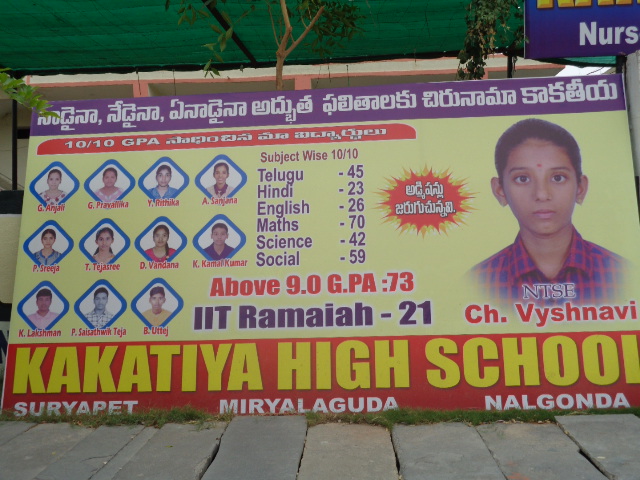 Nurse
నాడైనా, నేడైనా, ఏనాడైనా అద్భుత ఫలితాలకు చిరునామా కాకతీయ
10/10 GPA సాధించిన మా విద్యార్థులు
G. Anjali G. Pravalika Y. Rithika A. Sanjana
P. Sreeja T. Tejasree D. Vandana K. Kamal Kumar
K. Lakshman P. Saisathwik Teja B. Uttej
Subject Wise 10/10
Telugu - 45
Hindi - 23
English - 26
Maths - 70
Science - 42
Social - 59
అడ్మిషన్లు
జరుగుచున్నవి.
Above 9.0 G.PA :73
IIT Ramaiah - 21
NTSE
Ch. Vyshnavi
KAKATIYA HIGH SCHOOL
SURYAPET MIRYALAGUDA NALGONDA